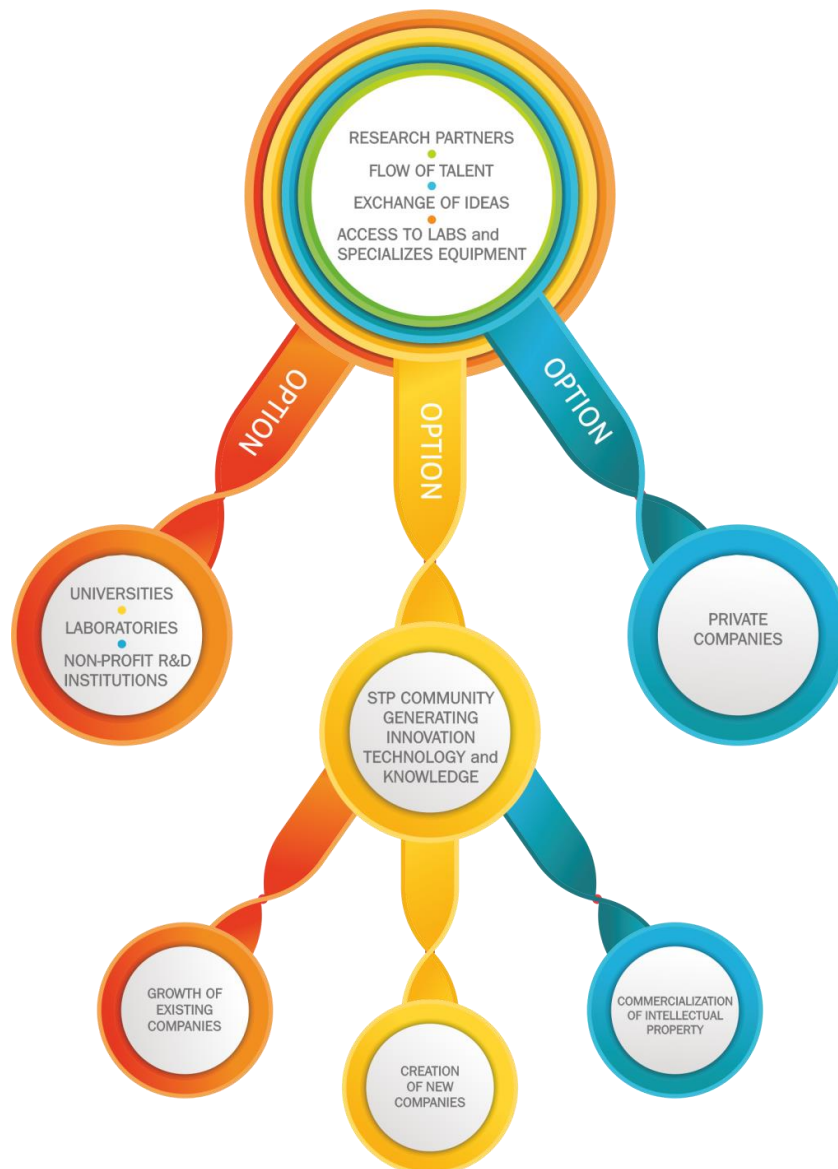 RESEARCH PARTNERS
FLOW OF TALENT
EXCHANGE OF IDEAS
ACCESS TO LABS and
SPECIALIZES EQUIPMENT
OPTION
OPTION
OPTION
UNIVERSITIES
LABORATORIES
NON-PROFIT R&D
INSTITUTIONS
STP COMMUNITY
GENERATING
INNOVATION
TECHNOLOGY and
KNOWLEDGE
PRIVATE
COMPANIES
GROWTH OF
EXISTING
COMPANIES
CREATION
OF NEW
COMPANIES
COMMERCIALIZATION
OF INTELLECTUAL
PROPERTY